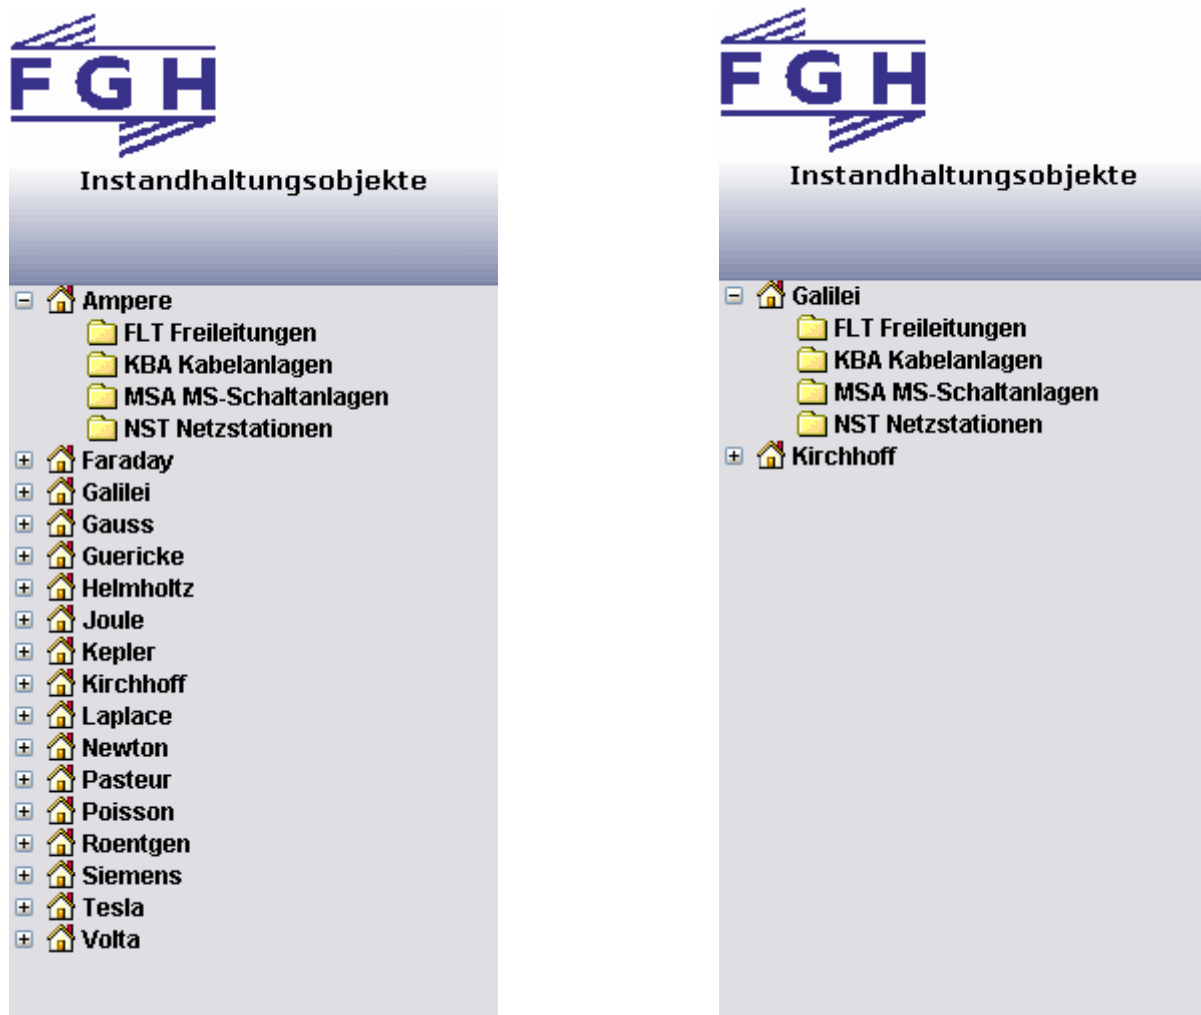 FGH
Instandhaltungsobjekte
Ampere
FLT Freileitungen
KBA Kabelanlagen
MSA MS-Schaltanlagen
NST Netzstationen
Faraday
Galilei
Gauss
Guericke
Helmholtz
Joule
Kepler
Kirchhoff
Laplace
Newton
Pasteur
Poisson
Roentgen
Siemens
Tesla
Volta
FGH
Instandhaltungsobjekte
Galilei
FLT Freileitungen
KBA Kabelanlagen
MSA MS-Schaltanlagen
NST Netzstationen
Kirchhoff